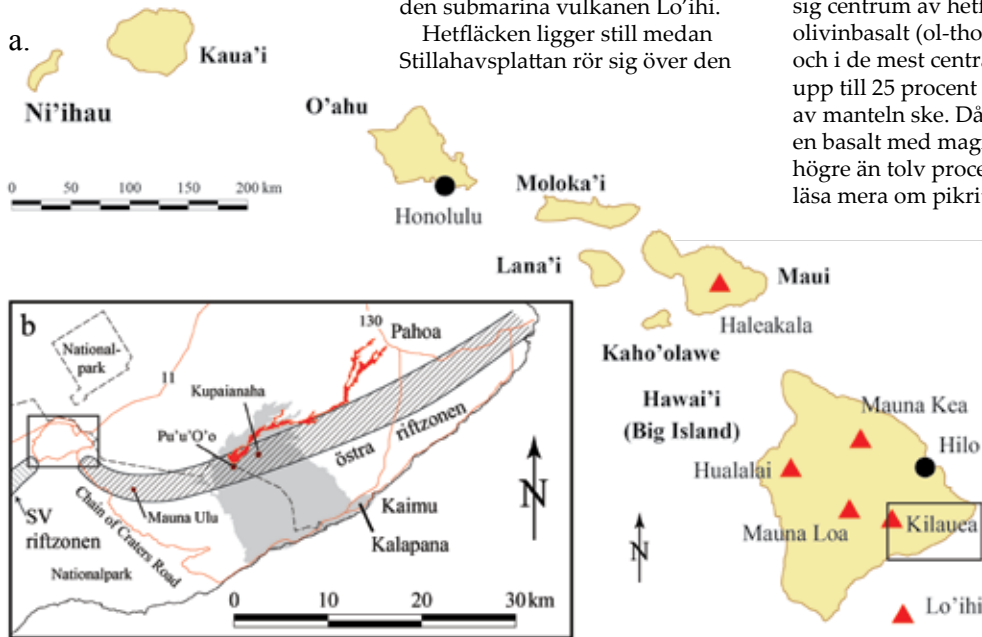 den submarina vulkanen Lo'ihi.
Hetfläcken ligger still medan
Stillahavsplattan rör sig över den
sig centrum av hetf
olivinbasalt (ol-tho
och i de mest centra
upp till 25 procent
av manteln ske. Då
en basalt med mag
högre än tolv proce
läsa mera om pikri
a.
Kaua'i
Ni'ihau
O'ahu
0 50 100 150 200 km
Honolulu
Moloka'i
Lana'i
Maui
Haleakala
Kaho'olawe
Hawai'i
(Big Island)
Mauna Kea
Hilo
Hualalai
Mauna Loa
Kilauea
N
Lo'ihi
b
National-
park
130
Pahoa
11
Kupaianaha
Pu'u'O'o
östra riftzonen
N
SV
riftzonen
Mauna Ulu
Chain of Craters Road
Kaimu
Kalapana
Nationalpark
0 10 20 30 km